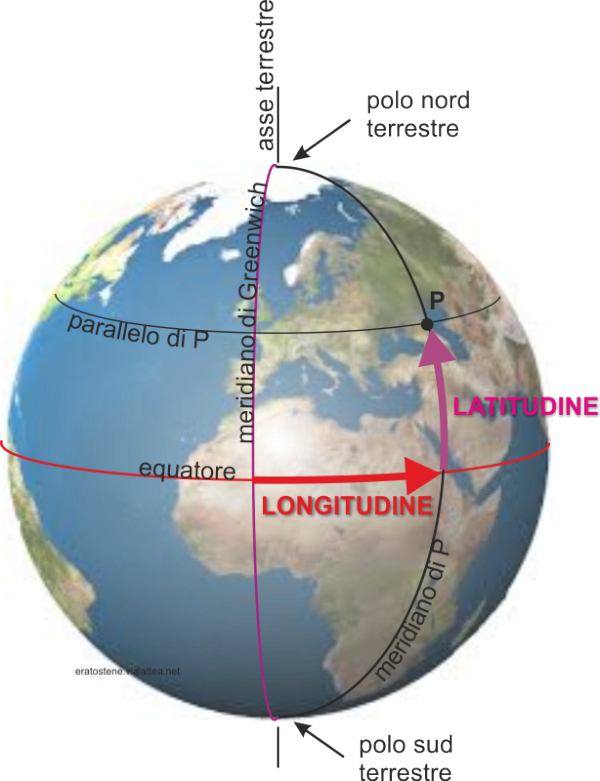 asse terrestre
polo nord
terrestre
meridiano di Greenwich
P
parallelo di P
LATITUDINE
equatore
LONGITUDINE
meridiano di P
eratostene.vialattea.net
polo sud
terrestre